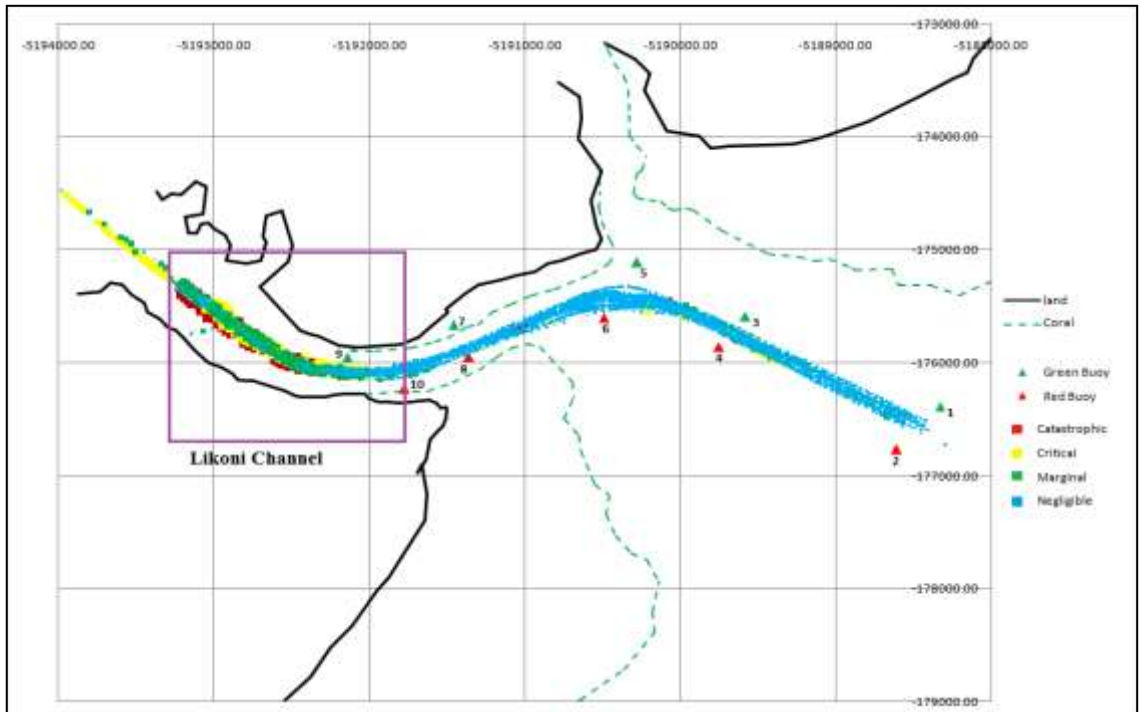 -173000.00
-5194000.00 -5193000.00 -5192000.00 -5191000.00 -5190000.00 -5189000.00
-174000.00
-175000.00
5
7
3
9
6
4
8
land
Coral
-176000.00
10
1
Green Buoy
Red Buoy
Catastrophic
Critical
Marginal
Negligible
Likoni Channel
2
-177000.00
-178000.00
-179000.00